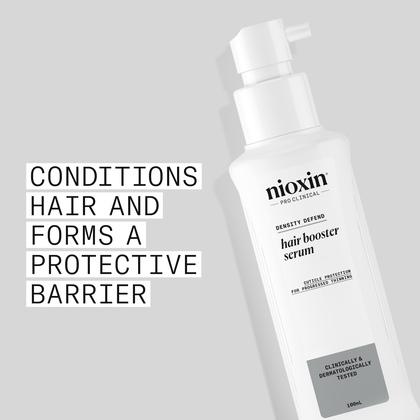 CONDITIONS
HAIR AND
FORMS A
PROTECTIVE
BARRIER
nioxin
PRO CLINICAL
DENSITY DEFEND
hair booster
serum
CUTICLE PROTECTION
FOR PROGRESSED THINNING
CLINICALLY &
DERMATOLOGICALLY
TESTED
100mL